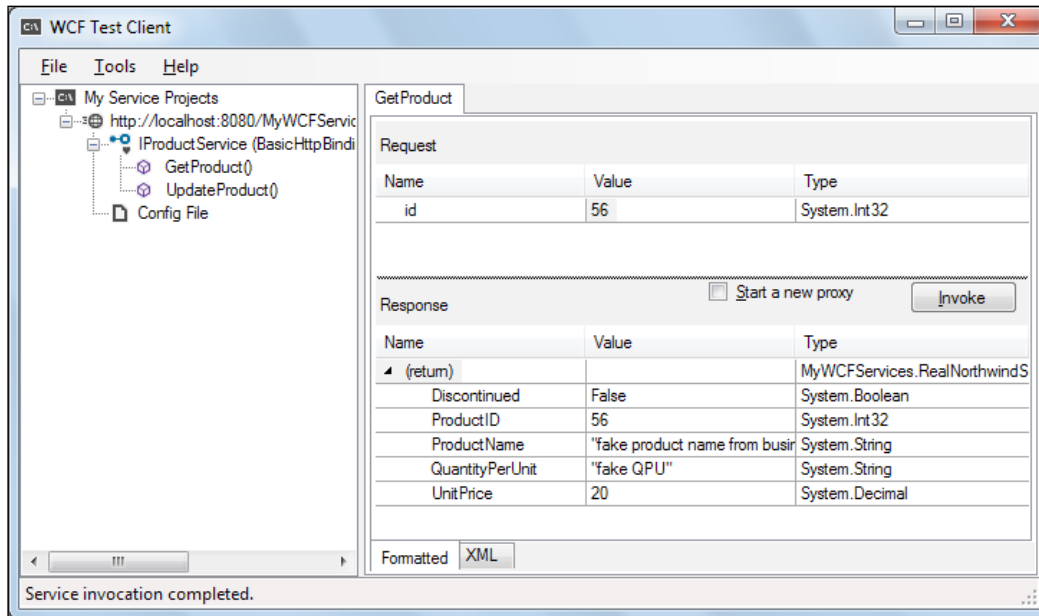 WCF Test Client
File Tools Help
My Service Projects
http://localhost:8080/MyWCFServic
IProductService (BasicHttpBindi
GetProduct()
UpdateProduct()
Config File
GetProduct
Request
Name Value Type
id 56 System.Int32
Response Start a new proxy Invoke
Name Value Type
(return) MyWCFServices.RealNorthwindS
Discontinued False System.Boolean
ProductID 56 System.Int32
ProductName "fake product name from busin System.String
QuantityPerUnit "fake QPU" System.String
UnitPrice 20 System.Decimal
Formatted XML
Service invocation completed.